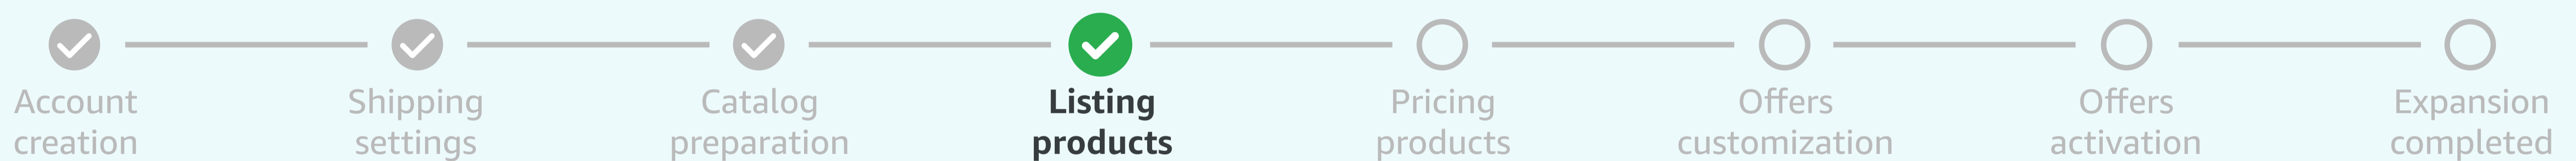 Account
creation
Shipping
settings
Catalog
preparation
Listing
products
Pricing
products
Offers
customization
Offers
activation
Expansion
completed